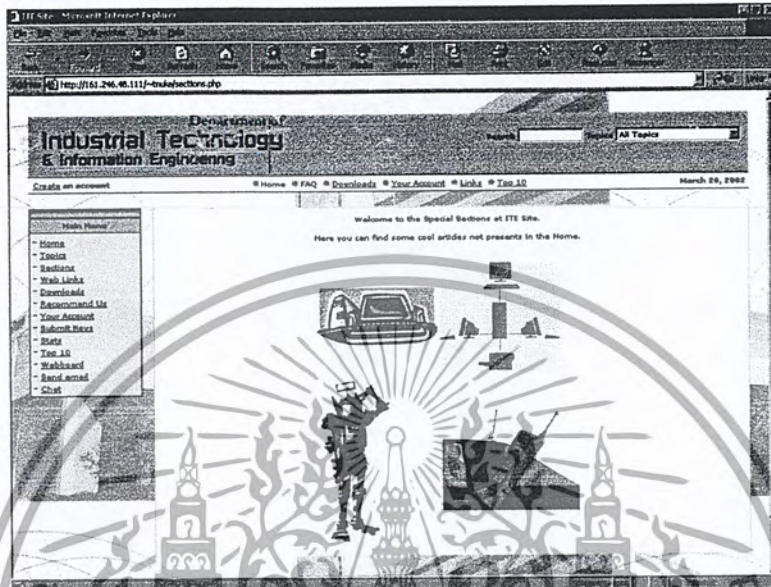 ITE Site - Microsoft Internet Explorer
http://161.246.48.111/~tnuke/sections.php
Department of
Industrial Technology
& Information Engineering
Search
Topics All Topics
Create an account
Home FAQ Downloads Your Account Links Top 10
March 20, 2002
Main Menu
Home
Topics
Sections
Web Links
Downloads
Recommend Us
Your Account
Submit News
Stats
Top 10
Webboard
Send email
Chat
Welcome to the Special Sections at ITE Site.
Here you can find some cool articles not presents in the Home.